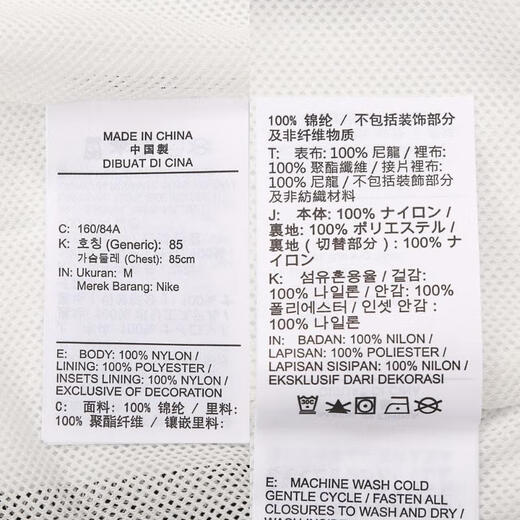 MADE IN CHINA
中国製
DIBUAT DI CINA
C: 160/84A
K: 호칭 (Generic): 85
가슴둘레 (Chest): 85cm
IN: Ukuran: M
Merek Barang: Nike
E: BODY: 100% NYLON /
LINING: 100% POLYESTER /
INSETS LINING: 100% NYLON /
EXCLUSIVE OF DECORATION
C: 面料: 100% 锦纶 / 里料:
100% 聚酯纤维 / 镶嵌里料:
100% 锦纶 / 不包括装饰部分
及非纤维物质
T: 表布: 100% 尼龍 / 裡布:
100% 聚酯纖維 / 接片裡布:
100% 尼龍 / 不包括裝飾部分
及非紡織材料
J: 本体: 100% ナイロン /
裏地: 100% ポリエステル /
裏地 (切替部分) : 100% ナ
イロン
K: 섬유혼용율 / 겉감:
100% 나일론 / 안감: 100%
폴리에스터 / 인셋 안감 :
100% 나일론
IN: BADAN: 100% NILON /
LAPISAN: 100% POLIESTER /
LAPISAN SISIPAN: 100% NILON /
EKSKLUSIF DARI DEKORASI
30C
E: MACHINE WASH COLD
GENTLE CYCLE / FASTEN ALL
CLOSURES TO WASH AND DRY /